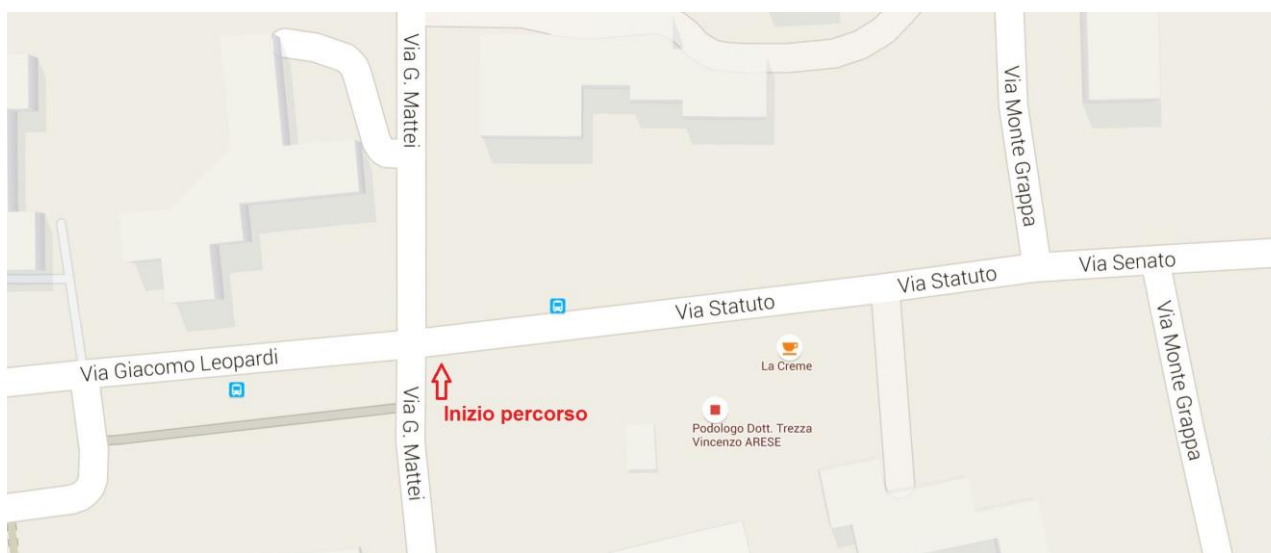 Via G. Mattei
Via Monte Grappa
Via Senato
Via Statuto
Via Statuto
Via Giacomo Leopardi
La Creme
Inizio percorso
Via G. Mattei
Via Monte Grappa
Podologo Dott. Trezza
Vincenzo ARESE